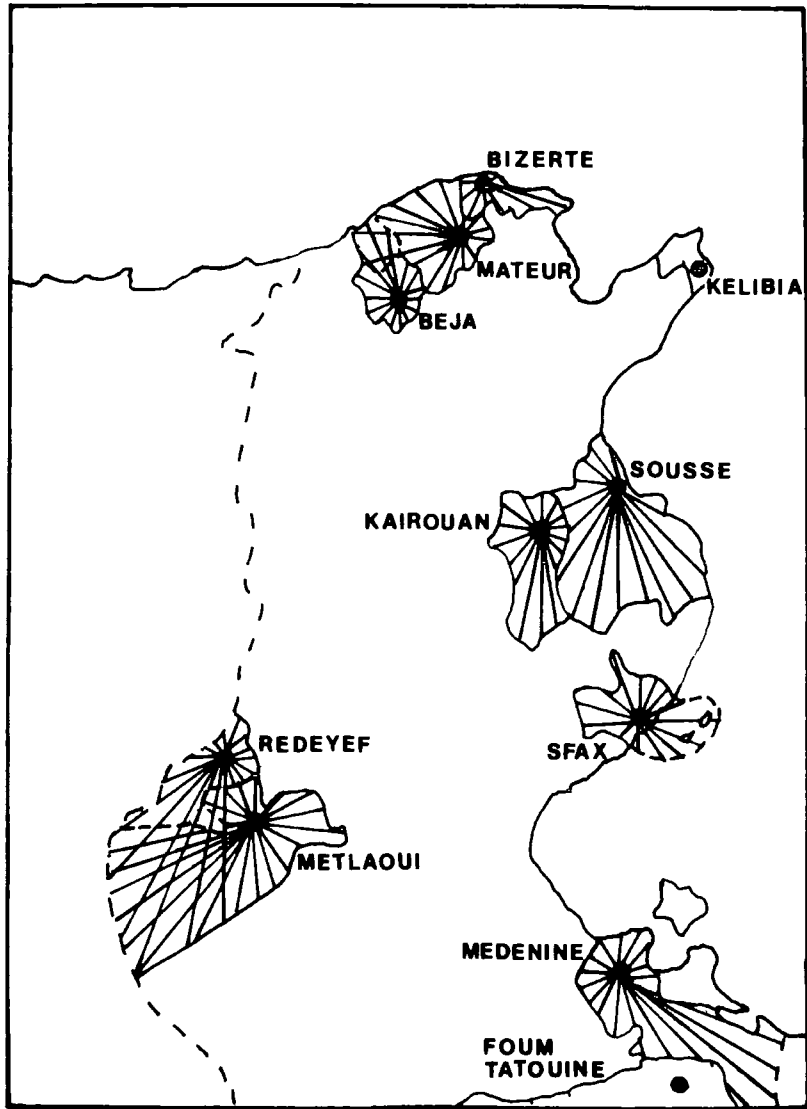 BIZERTE
MATEUR
KELIBIA
BEJA
SOUSSE
KAIROUAN
REDEYEF
SFAX
METLAOUI
MEDENINE
FOUM
TATOUINE